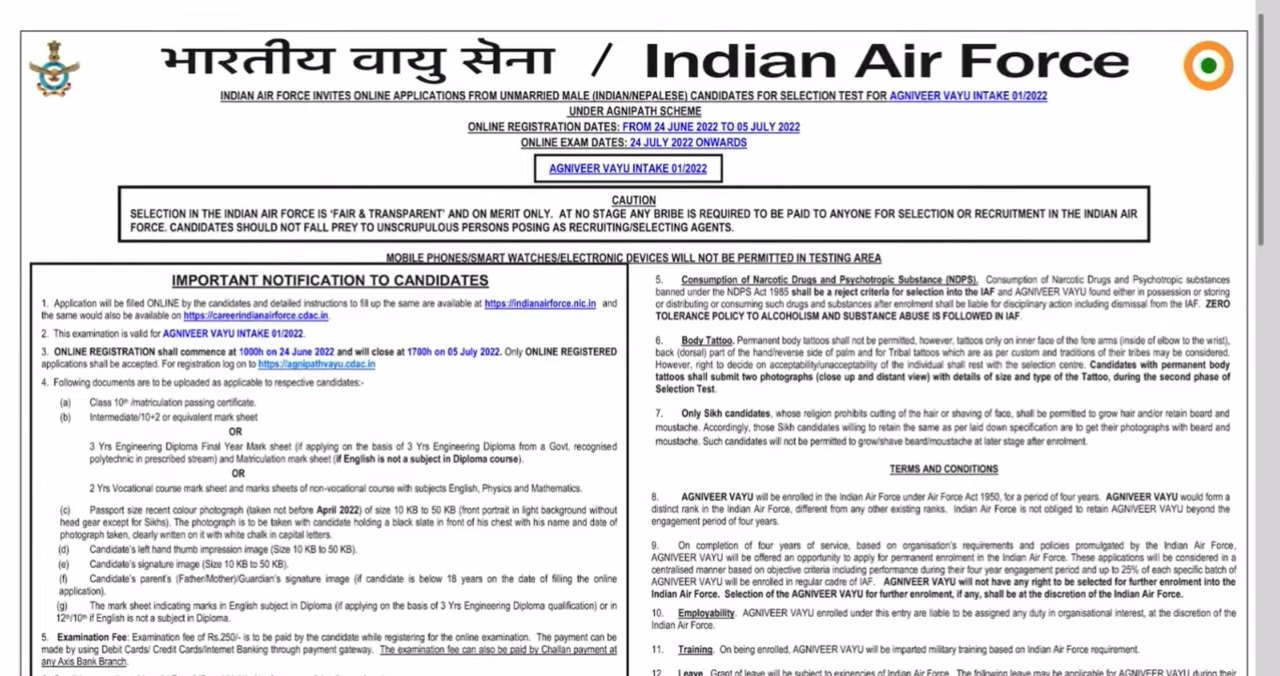 भारतीय वायु सेना / Indian Air Force
INDIAN AIR FORCE INVITES ONLINE APPLICATIONS FROM UNMARRIED MALE (INDIAN/NEPALESE) CANDIDATES FOR SELECTION TEST FOR AGNIVEER VAYU INTAKE 01/2022
UNDER AGNIPATH SCHEME
ONLINE REGISTRATION DATES: FROM 24 JUNE 2022 TO 05 JULY 2022
ONLINE EXAM DATES: 24 JULY 2022 ONWARDS
AGNIVEER VAYU INTAKE 01/2022
CAUTION
SELECTION IN THE INDIAN AIR FORCE IS 'FAIR & TRANSPARENT' AND ON MERIT ONLY. AT NO STAGE ANY BRIBE IS REQUIRED TO BE PAID TO ANYONE FOR SELECTION OR RECRUITMENT IN THE INDIAN AIR
FORCE. CANDIDATES SHOULD NOT FALL PREY TO UNSCRUPULOUS PERSONS POSING AS RECRUITING/SELECTING AGENTS.
MOBILE PHONES/SMART WATCHES/ELECTRONIC DEVICES WILL NOT BE PERMITTED IN TESTING AREA
IMPORTANT NOTIFICATION TO CANDIDATES
1. Application will be filled ONLINE by the candidates and detailed instructions to fill up the same are available at https://indianairforce.nic.in and
the same would also be available on https://careerindianairforce.cdac.in.
2. This examination is valid for AGNIVEER VAYU INTAKE 01/2022.
3. ONLINE REGISTRATION shall commence at 1000h on 24 June 2022 and will close at 1700h on 05 July 2022. Only ONLINE REGISTERED
applications shall be accepted. For registration log on to https://agnipathvayu.cdac.in
4. Following documents are to be uploaded as applicable to respective candidates:-
(a) Class 10th /matriculation passing certificate.
(b) Intermediate/10+2 or equivalent mark sheet
OR
3 Yrs Engineering Diploma Final Year Mark sheet (if applying on the basis of 3 Yrs Engineering Diploma from a Govt. recognised
polytechnic in prescribed stream) and Matriculation mark sheet (if English is not a subject in Diploma course).
OR
2 Yrs Vocational course mark sheet and marks sheets of non-vocational course with subjects English, Physics and Mathematics.
(c) Passport size recent colour photograph (taken not before April 2022) of size 10 KB to 50 KB (front portrait in light background without
head gear except for Sikhs). The photograph is to be taken with candidate holding a black slate in front of his chest with his name and date of
photograph taken, clearly written on it with white chalk in capital letters.
(d) Candidate's left hand thumb impression image (Size 10 KB to 50 KB).
(e) Candidate's signature image (Size 10 KB to 50 KB).
(f) Candidate's parent's (Father/Mother)/Guardian's signature image (if candidate is below 18 years on the date of filling the online
application).
(g) The mark sheet indicating marks in English subject in Diploma (if applying on the basis of 3 Yrs Engineering Diploma qualification) or in
12th/10th if English is not a subject in Diploma.
5. Examination Fee: Examination fee of Rs.250/- is to be paid by the candidate while registering for the online examination. The payment can be
made by using Debit Cards/ Credit Cards/Internet Banking through payment gateway. The examination fee can also be paid by Challan payment at
any Axis Bank Branch.
5. Consumption of Narcotic Drugs and Psychotropic Substance (NDPS). Consumption of Narcotic Drugs and Psychotropic substances
banned under the NDPS Act 1985 shall be a reject criteria for selection into the IAF and AGNIVEER VAYU found either in possession or storing
or distributing or consuming such drugs and substances after enrolment shall be liable for disciplinary action including dismissal from the IAF. ZERO
TOLERANCE POLICY TO ALCOHOLISM AND SUBSTANCE ABUSE IS FOLLOWED IN IAF.
6. Body Tattoo. Permanent body tattoos shall not be permitted, however, tattoos only on inner face of the fore arms (inside of elbow to the wrist),
back (dorsal) part of the hand/reverse side of palm and for Tribal tattoos which are as per custom and traditions of their tribes may be considered.
However, right to decide on acceptability/unacceptability of the individual shall rest with the selection centre. Candidates with permanent body
tattoos shall submit two photographs (close up and distant view) with details of size and type of the Tattoo, during the second phase of
Selection Test.
7. Only Sikh candidates, whose religion prohibits cutting of the hair or shaving of face, shall be permitted to grow hair and/or retain beard and
moustache. Accordingly, those Sikh candidates willing to retain the same as per laid down specification are to get their photographs with beard and
moustache. Such candidates will not be permitted to grow/shave beard/moustache at later stage after enrolment.
TERMS AND CONDITIONS
8. AGNIVEER VAYU will be enrolled in the Indian Air Force under Air Force Act 1950, for a period of four years. AGNIVEER VAYU would form a
distinct rank in the Indian Air Force, different from any other existing ranks. Indian Air Force is not obliged to retain AGNIVEER VAYU beyond the
engagement period of four years.
9. On completion of four years of service, based on organisation's requirements and policies promulgated by the Indian Air Force,
AGNIVEER VAYU will be offered an opportunity to apply for permanent enrolment in the Indian Air Force. These applications will be considered in a
centralised manner based on objective criteria including performance during their four year engagement period and up to 25% of each specific batch of
AGNIVEER VAYU will be enrolled in regular cadre of IAF. AGNIVEER VAYU will not have any right to be selected for further enrolment into the
Indian Air Force. Selection of the AGNIVEER VAYU for further enrolment, if any, shall be at the discretion of the Indian Air Force.
10. Employability. AGNIVEER VAYU enrolled under this entry are liable to be assigned any duty in organisational interest, at the discretion of the
Indian Air Force.
11. Training. On being enrolled, AGNIVEER VAYU will be imparted military training based on Indian Air Force requirement.
12. Leave. Grant of leave will be subject to exigencies of Indian Air Force. The following leave may be applicable for AGNIVEER VAYU during their